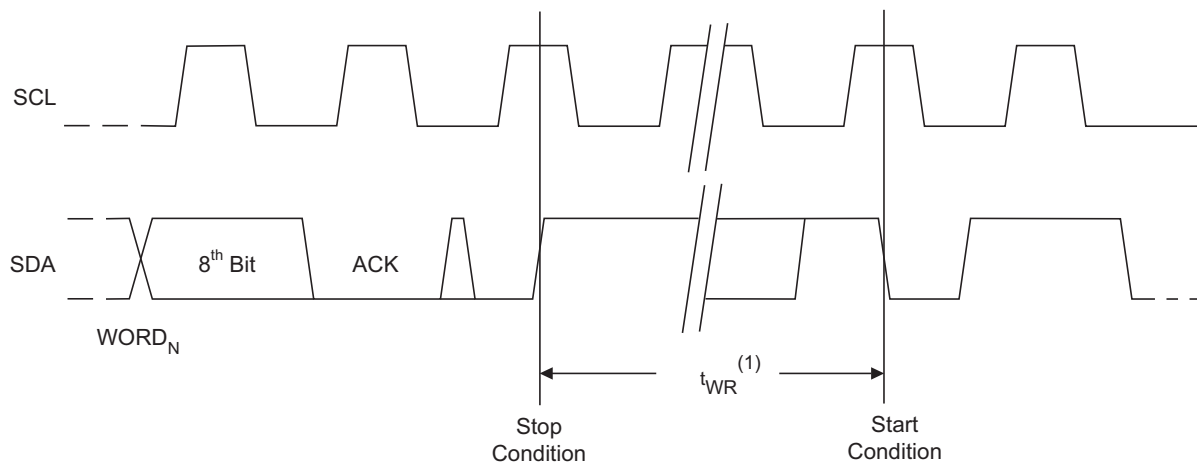 SCL
SDA
8th Bit
ACK
WORDN
tWR(1)
Stop
Condition
Start
Condition